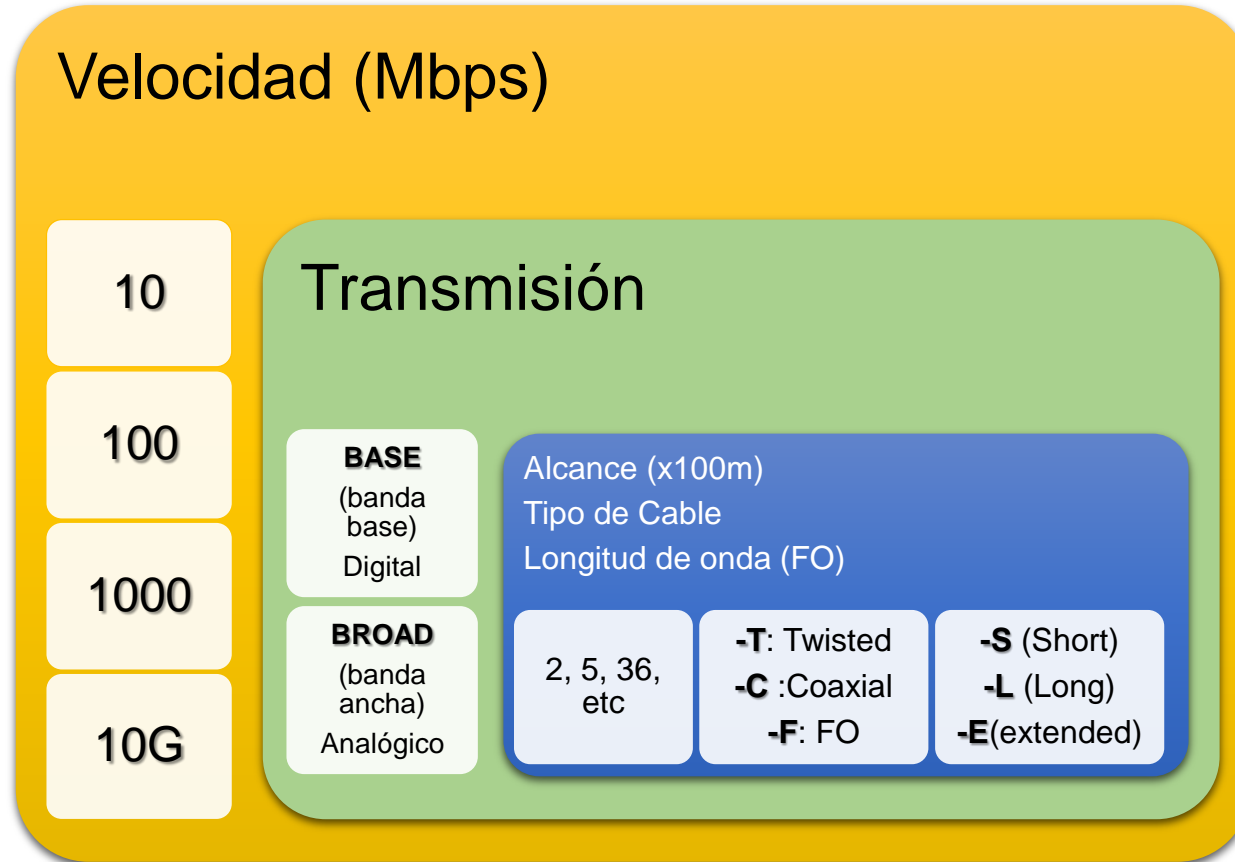 Velocidad (Mbps)
10
100
1000
10G
Transmisión
BASE
(banda
base)
Digital
BROAD
(banda
ancha)
Analógico
Alcance (x100m)
Tipo de Cable
Longitud de onda (FO)
2, 5, 36,
etc
-T: Twisted
-C :Coaxial
-F: FO
-S (Short)
-L (Long)
-E(extended)